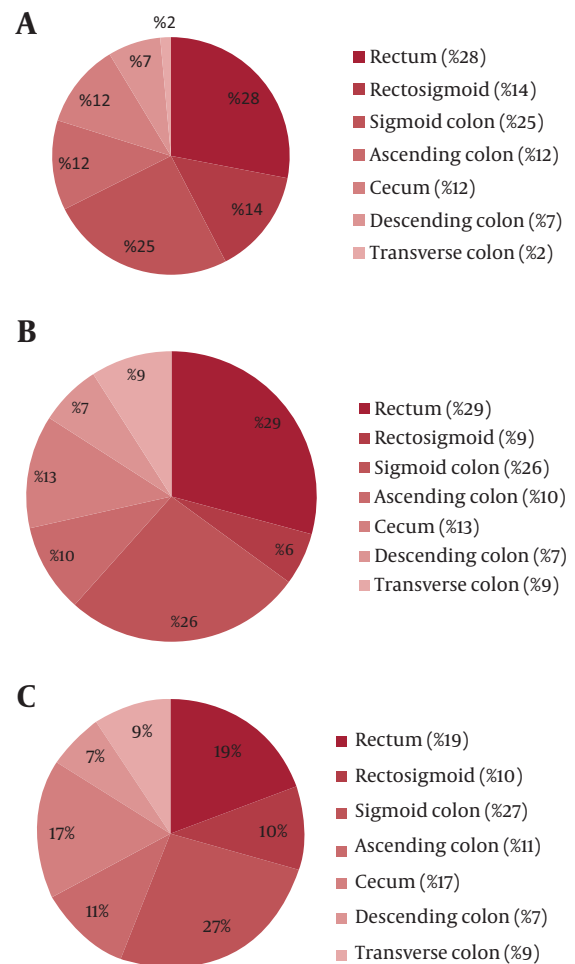 A
%2
%7
%28
%12
%12
%14
%25
Rectum (%28)
Rectosigmoid (%14)
Sigmoid colon (%25)
Ascending colon (%12)
Cecum (%12)
Descending colon (%7)
Transverse colon (%2)
B
%9
%7
%29
%13
%6
%10
%26
Rectum (%29)
Rectosigmoid (%9)
Sigmoid colon (%26)
Ascending colon (%10)
Cecum (%13)
Descending colon (%7)
Transverse colon (%9)
C
9%
19%
7%
17%
10%
11%
27%
Rectum (%19)
Rectosigmoid (%10)
Sigmoid colon (%27)
Ascending colon (%11)
Cecum (%17)
Descending colon (%7)
Transverse colon (%9)